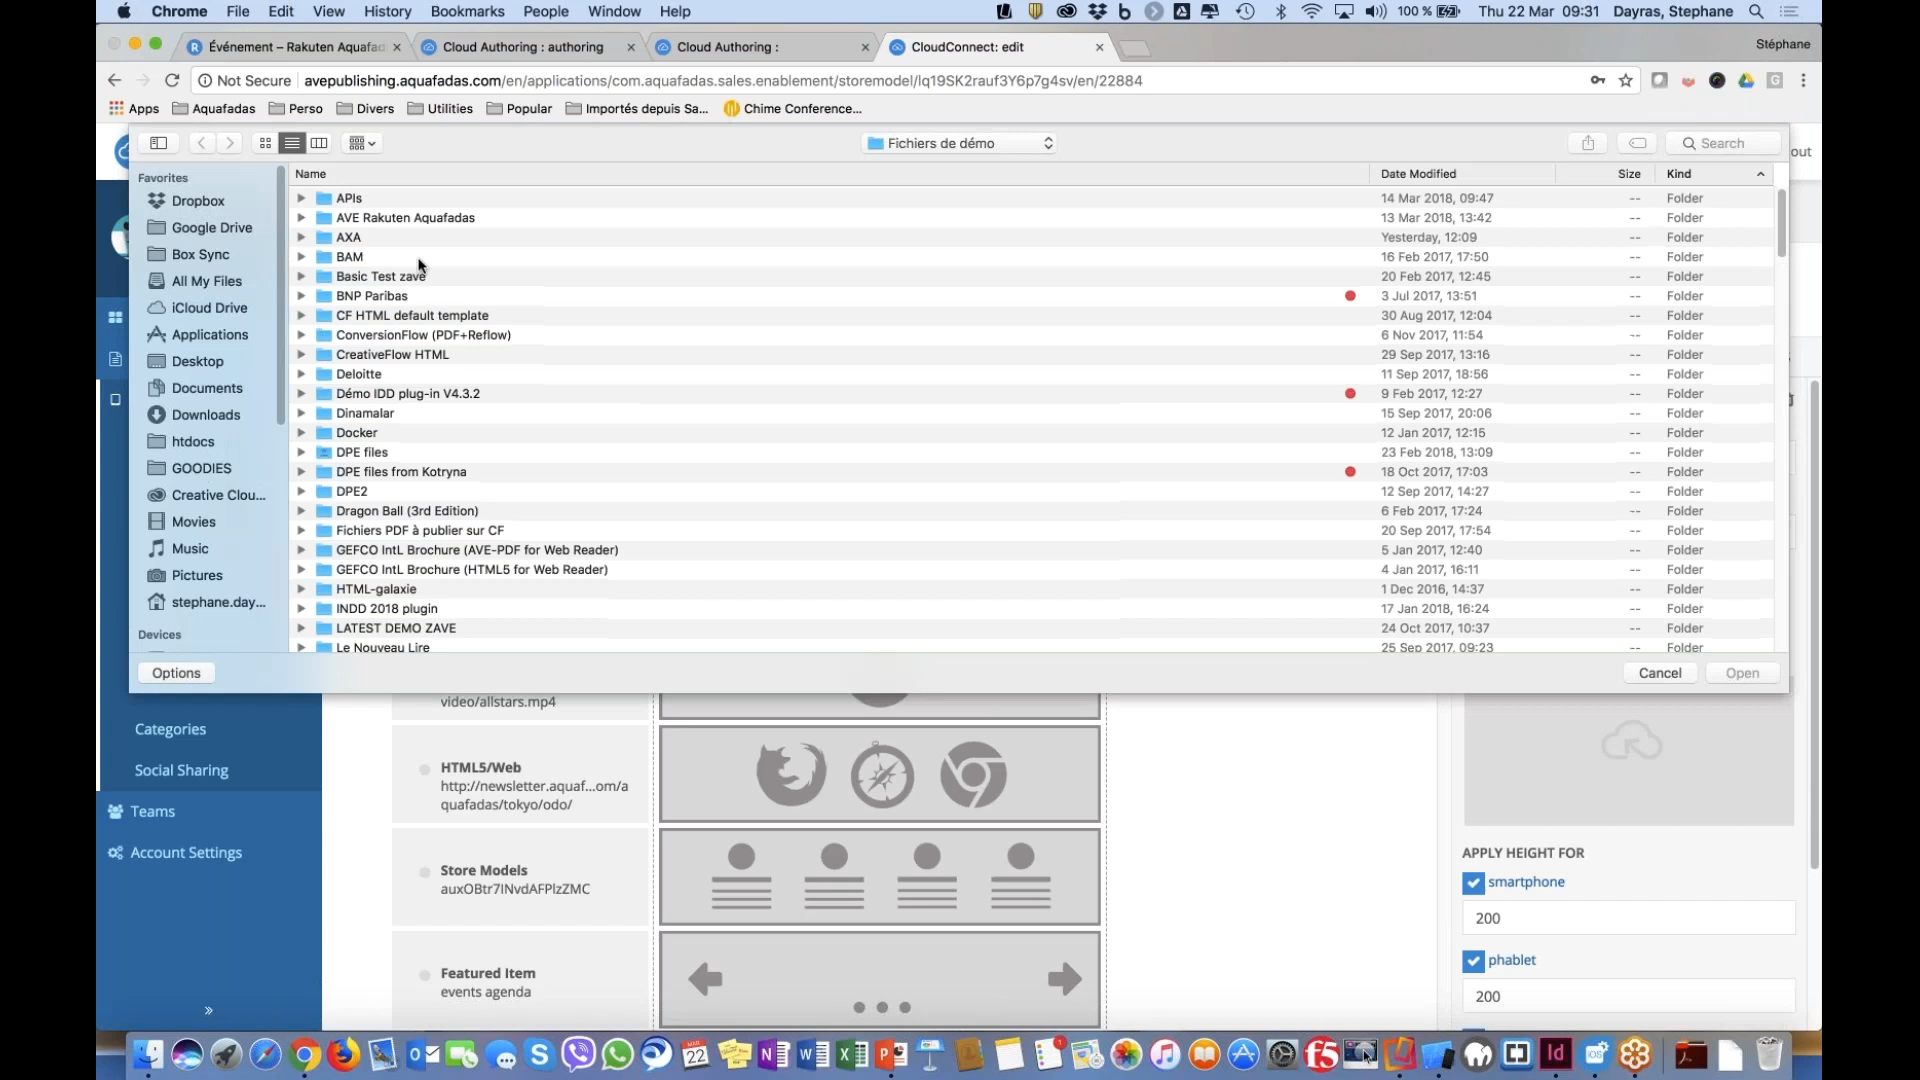 Chrome File Edit View History Bookmarks People Window Help 100 % Thu 22 Mar 09:31 Dayras, Stephane
Événement – Rakuten Aquafad Cloud Authoring : authoring Cloud Authoring : CloudConnect: edit Stéphane
Not Secure avepublishing.aquafadas.com/en/applications/com.aquafadas.sales.enablement/storemodel/lq19SK2rauf3Y6p7g4sv/en/22884
Apps Aquafadas Perso Divers Utilities Popular Importés depuis Sa... Chime Conference...
Fichiers de démo Search
out
Favorites
Dropbox
Google Drive
Box Sync
All My Files
iCloud Drive
Applications
Desktop
Documents
Downloads
htdocs
GOODIES
Creative Clou...
Movies
Music
Pictures
stephane.day...
Devices
Name Date Modified Size Kind
APIs 14 Mar 2018, 09:47 -- Folder
AVE Rakuten Aquafadas 13 Mar 2018, 13:42 -- Folder
AXA Yesterday, 12:09 -- Folder
BAM 16 Feb 2017, 17:50 -- Folder
Basic Test zave 20 Feb 2017, 12:45 -- Folder
BNP Paribas 3 Jul 2017, 13:51 -- Folder
CF HTML default template 30 Aug 2017, 12:04 -- Folder
ConversionFlow (PDF+Reflow) 6 Nov 2017, 11:54 -- Folder
CreativeFlow HTML 29 Sep 2017, 13:16 -- Folder
Deloitte 11 Sep 2017, 18:56 -- Folder
Démo IDD plug-in V4.3.2 9 Feb 2017, 12:27 -- Folder
Dinamalar 15 Sep 2017, 20:06 -- Folder
Docker 12 Jan 2017, 12:15 -- Folder
DPE files 23 Feb 2018, 13:09 -- Folder
DPE files from Kotryna 18 Oct 2017, 17:03 -- Folder
DPE2 12 Sep 2017, 14:27 -- Folder
Dragon Ball (3rd Edition) 6 Feb 2017, 17:24 -- Folder
Fichiers PDF à publier sur CF 20 Sep 2017, 17:54 -- Folder
GEFCO IntL Brochure (AVE-PDF for Web Reader) 5 Jan 2017, 12:40 -- Folder
GEFCO IntL Brochure (HTML5 for Web Reader) 4 Jan 2017, 16:11 -- Folder
HTML-galaxie 1 Dec 2016, 14:37 -- Folder
INDD 2018 plugin 17 Jan 2018, 16:24 -- Folder
LATEST DEMO ZAVE 24 Oct 2017, 10:37 -- Folder
Le Nouveau Lire 25 Sep 2017, 09:23 -- Folder
Options Cancel Open
Categories
Social Sharing
Teams
Account Settings
»
video/allstars.mp4
HTML5/Web
http://newsletter.aquaf...om/a
quafadas/tokyo/odo/
Store Models
auxOBtr7lNvdAFPlzZMC
Featured Item
events agenda
APPLY HEIGHT FOR
smartphone
200
phablet
200